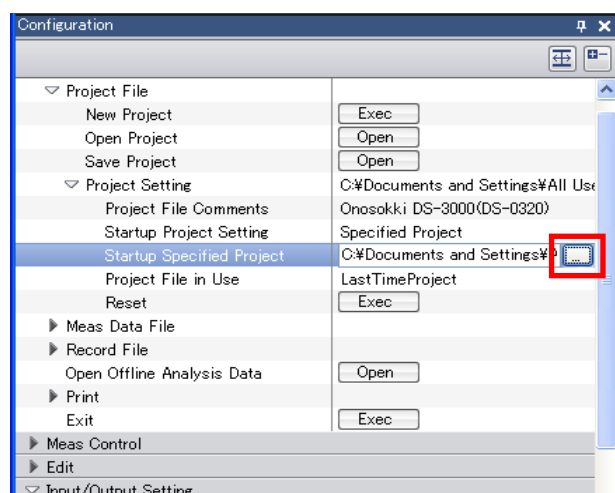 Configuration
Project File
New Project Exec
Open Project Open
Save Project Open
Project Setting C:¥Documents and Settings¥All Use
Project File Comments Onosokki DS-3000(DS-0320)
Startup Project Setting Specified Project
Startup Specified Project C:¥Documents and Settings¥ ...
Project File in Use LastTimeProject
Reset Exec
Meas Data File
Record File
Open Offline Analysis Data Open
Print
Exit Exec
Meas Control
Edit
Input/Output Setting